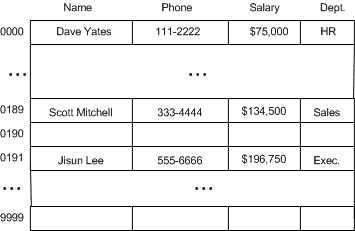 Name Phone Salary Dept.
0000 Dave Yates 111-2222 $75,000 HR
... ...
0189 Scott Mitchell 333-4444 $134,500 Sales
0190
0191 Jisun Lee 555-6666 $196,750 Exec.
... ...
9999